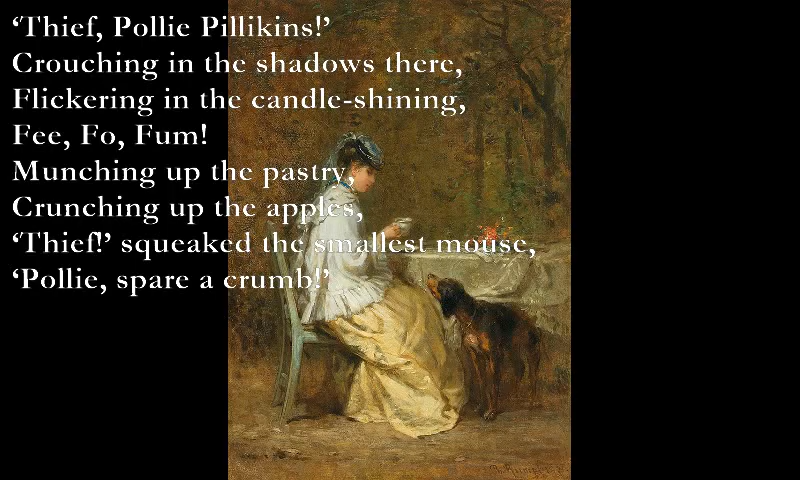 ‘Thief, Pollie Pillikins!’
Crouching in the shadows there,
Flickering in the candle-shining,
Fee, Fo, Fum!
Munching up the pastry,
Crunching up the apples,
‘Thief!’ squeaked the smallest mouse,
‘Pollie, spare a crumb!’